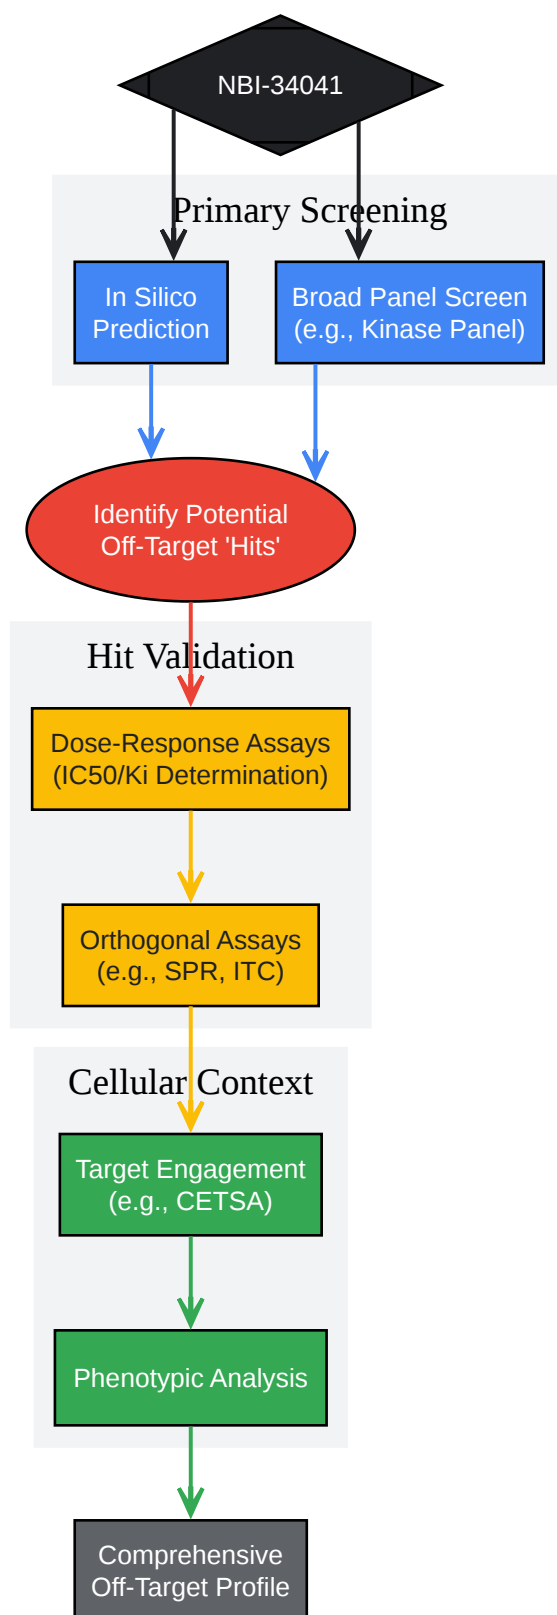 NBI-34041
Primary Screening
In Silico
Prediction
Broad Panel Screen
(e.g., Kinase Panel)
Identify Potential
Off-Target 'Hits'
Hit Validation
Dose-Response Assays
(IC50/Ki Determination)
Orthogonal Assays
(e.g., SPR, ITC)
Cellular Context
Target Engagement
(e.g., CETSA)
Phenotypic Analysis
Comprehensive
Off-Target Profile